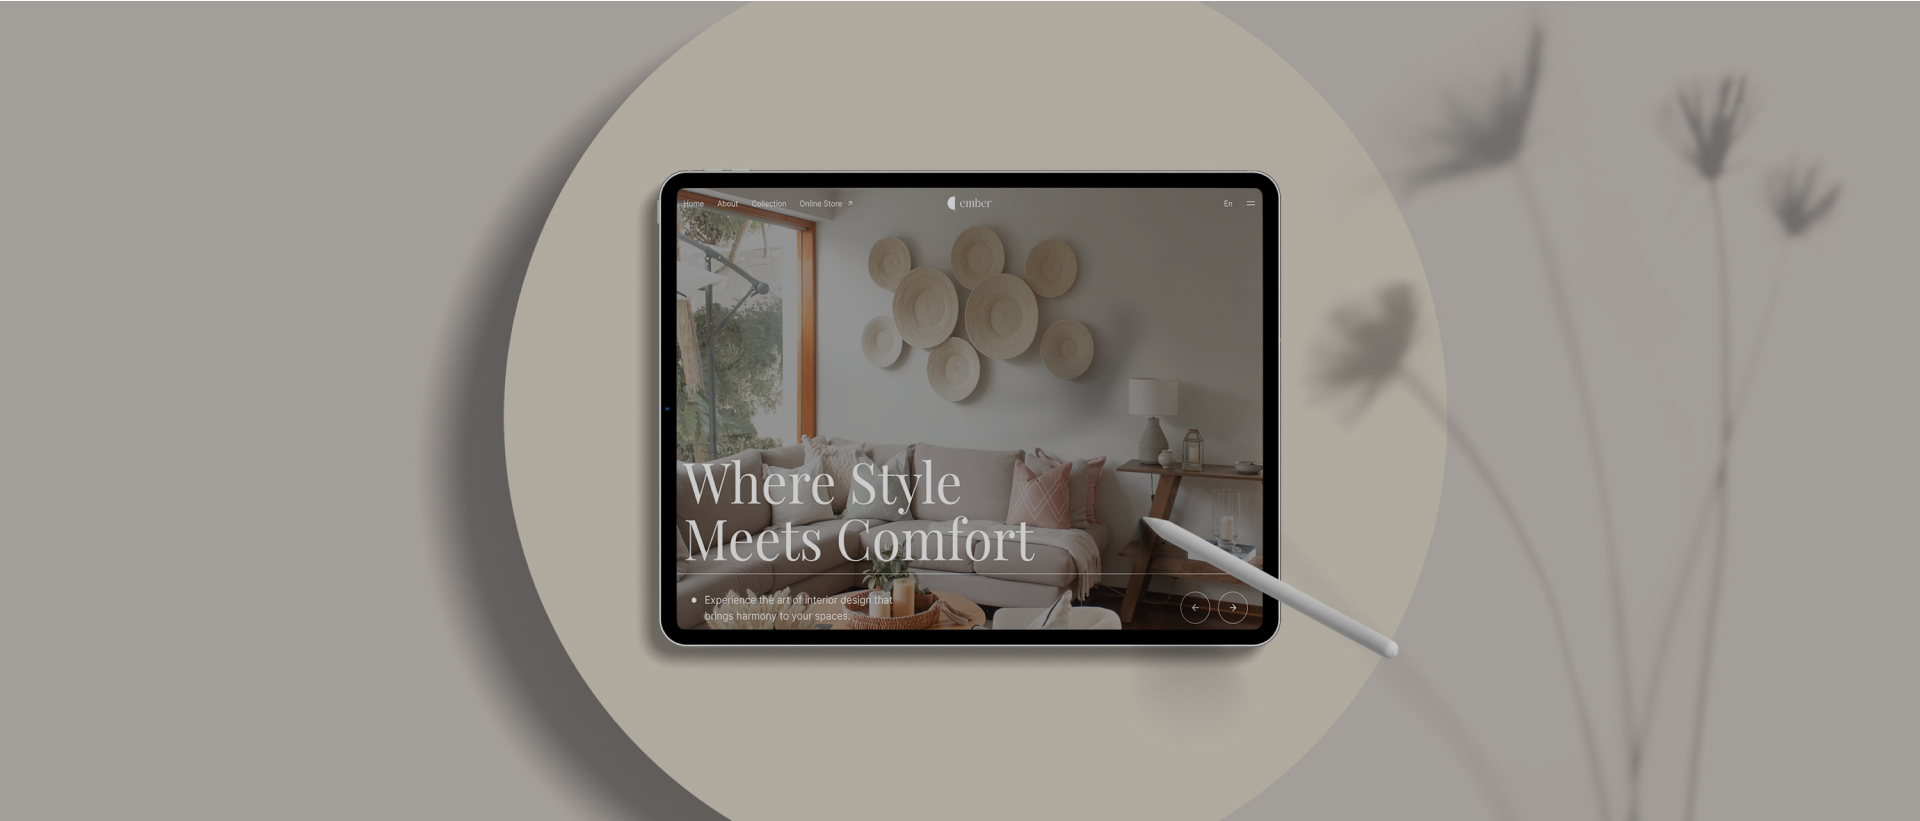 Home About Collection Online Store ember En
Where Style
Meets Comfort
Experience the art of interior design that
brings harmony to your spaces.